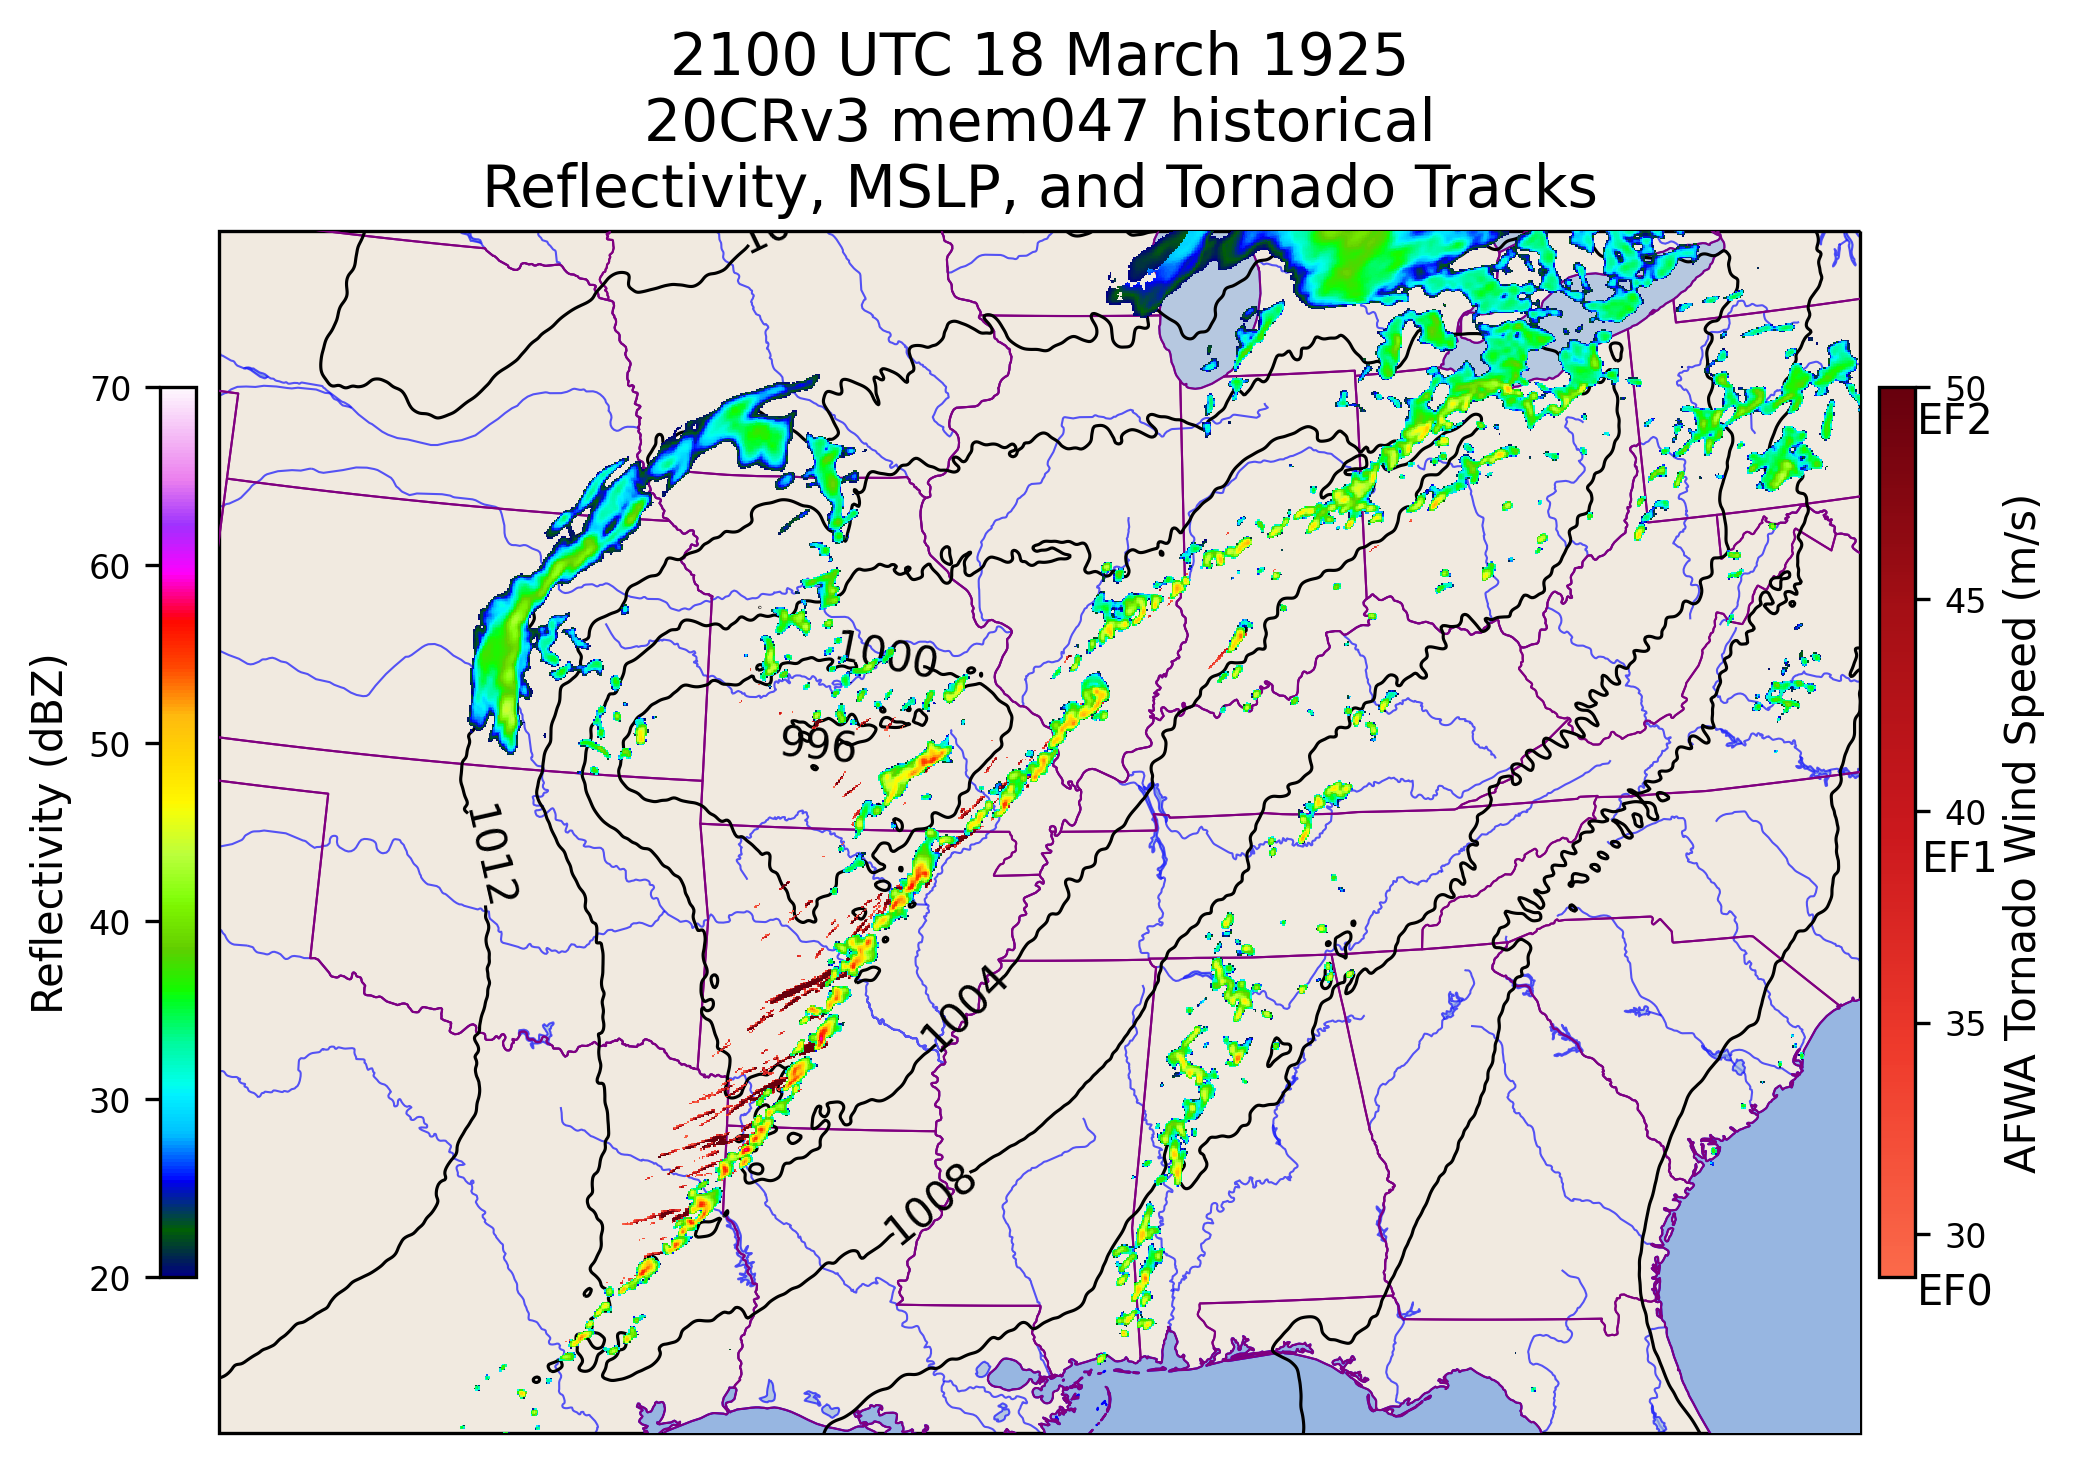 2100 UTC 18 March 1925
20CRv3 mem047 historical
Reflectivity, MSLP, and Tornado Tracks
70
60
50
40
30
20
Reflectivity (dBZ)
1000
996
1012
1004
1008
50
EF2
45
40
EF1
35
30
EF0
AFWA Tornado Wind Speed (m/s)